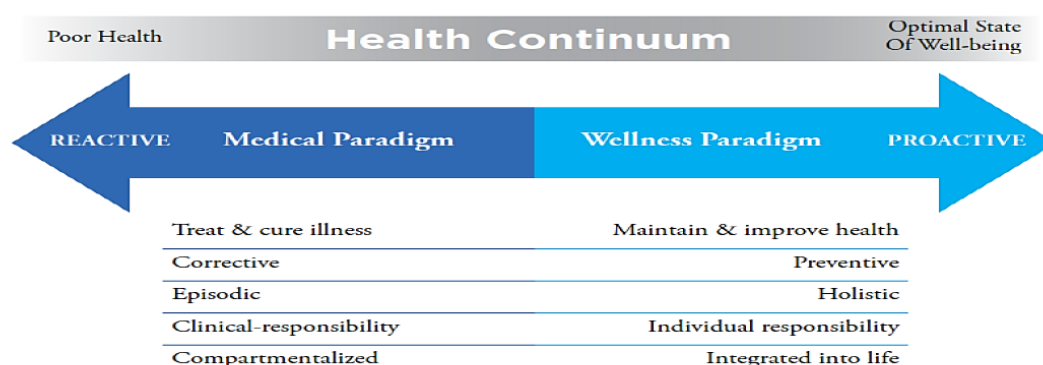 Poor Health Health Continuum Optimal State
Of Well-being
REACTIVE Medical Paradigm Wellness Paradigm PROACTIVE
Treat & cure illness Maintain & improve health
Corrective Preventive
Episodic Holistic
Clinical-responsibility Individual responsibility
Compartmentalized Integrated into life